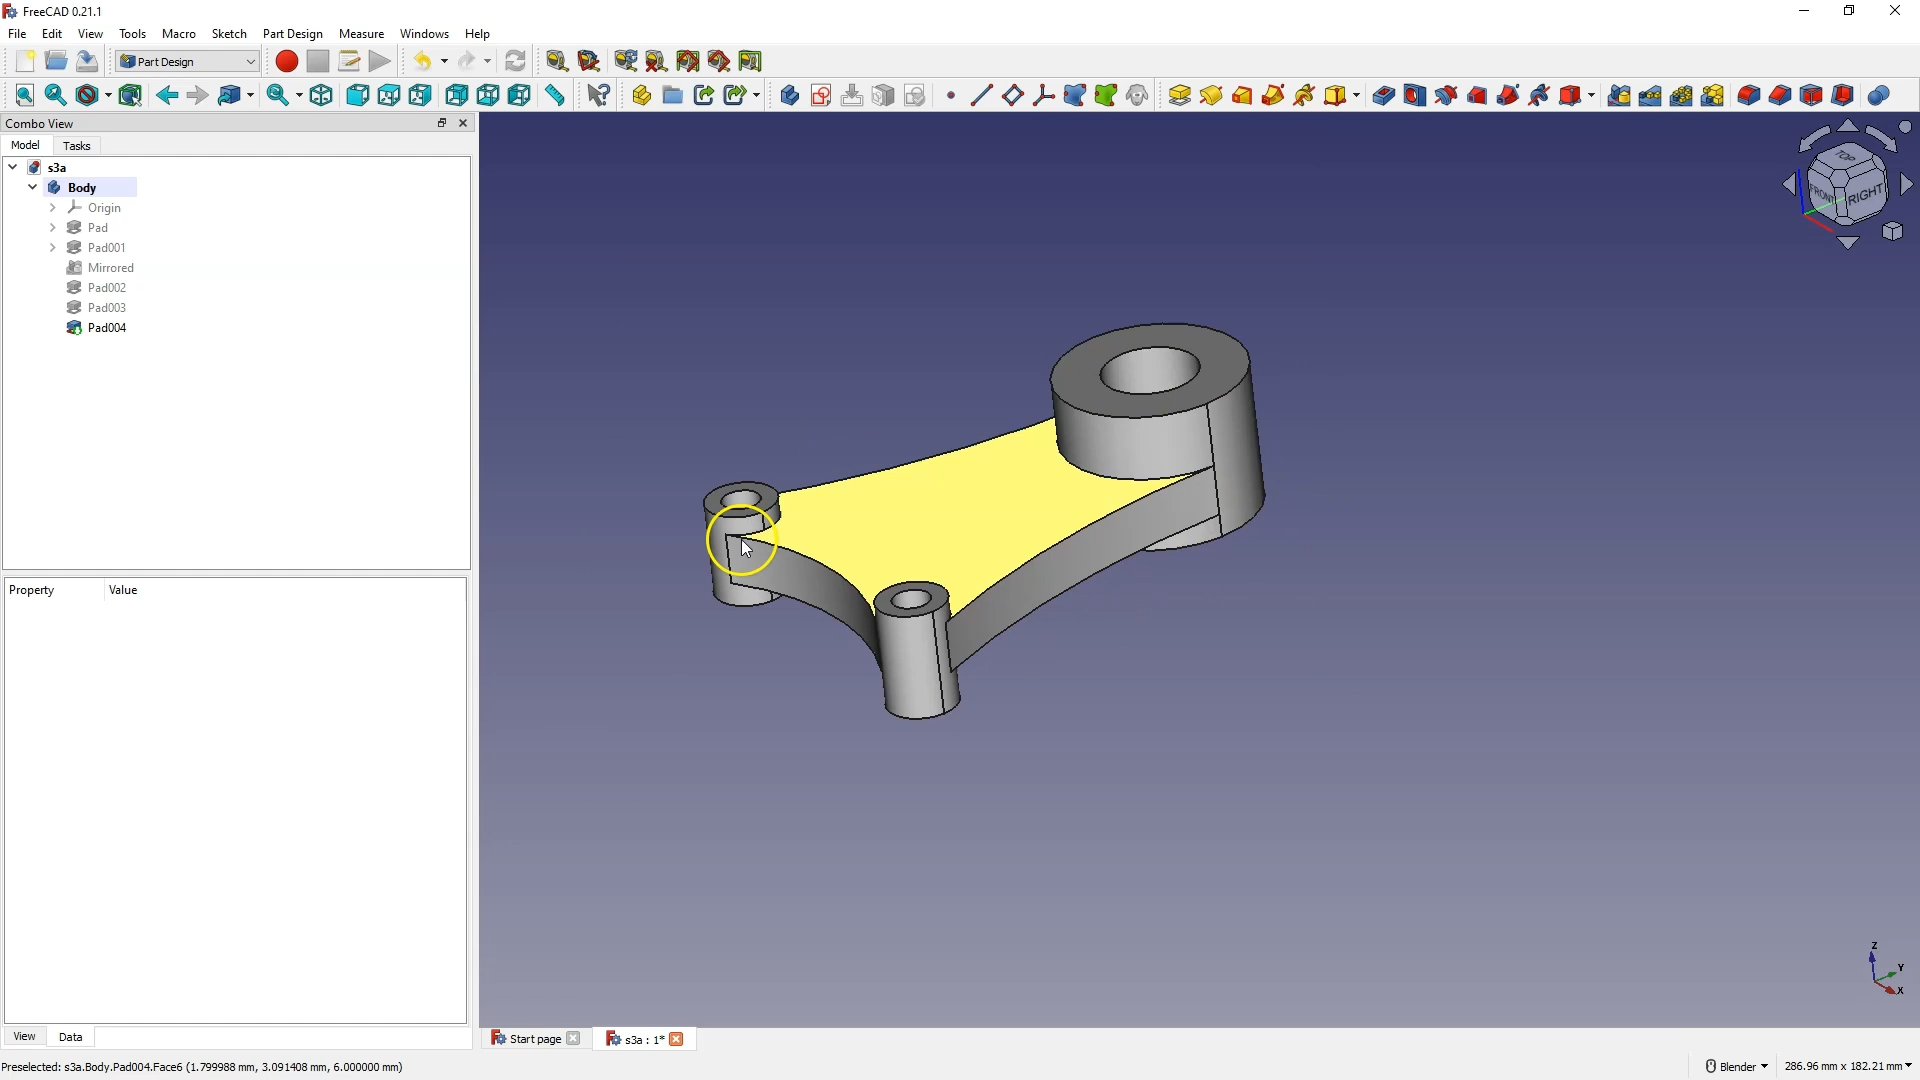 FreeCAD 0.21.1
File Edit View Tools Macro Sketch Part Design Measure Windows Help
Part Design
Combo View
Model Tasks
s3a
Body
Origin
Pad
Pad001
Mirrored
Pad002
Pad003
Pad004
TOP
FRONT RIGHT
Property Value
Z
Y
X
View Data
Start page
s3a : 1*
Preselected: s3a.Body.Pad004.Face6 (1.799988 mm, 3.091408 mm, 6.000000 mm)
Blender
286.96 mm x 182.21 mm